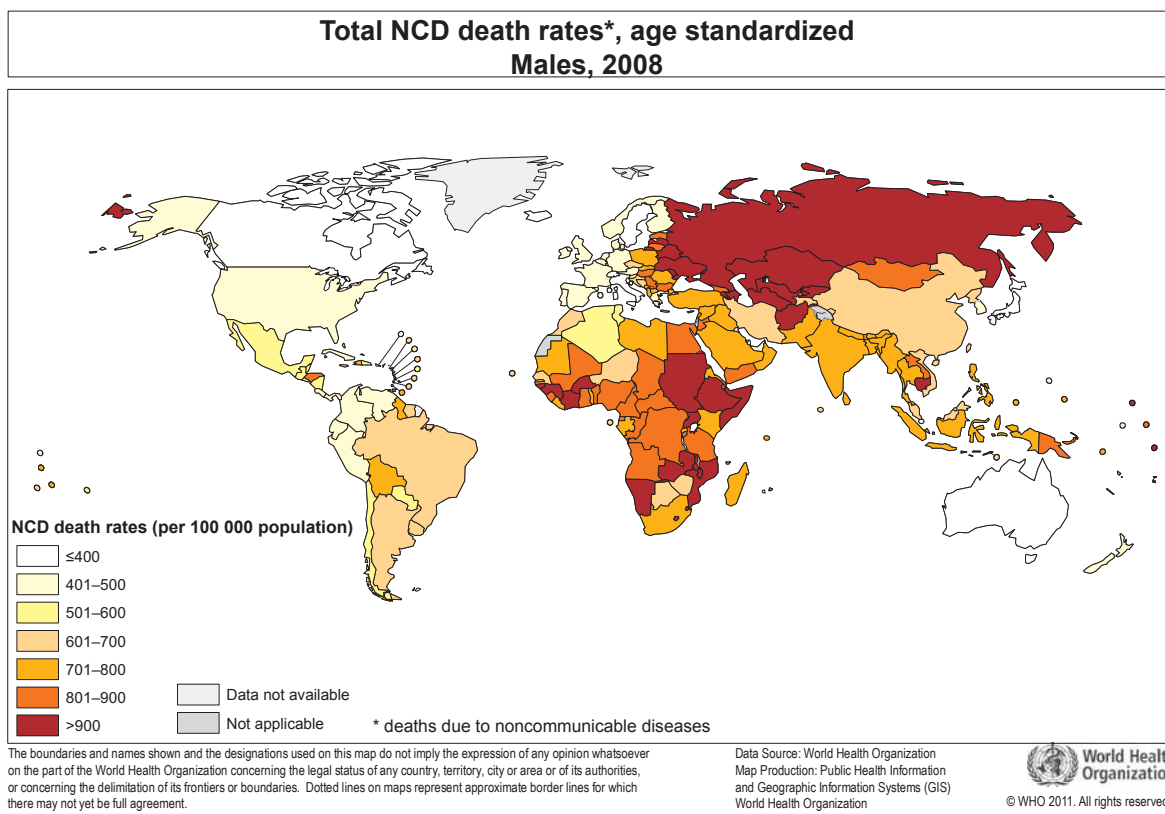 Total NCD death rates*, age standardized
Males, 2008
NCD death rates (per 100 000 population)
≤400
401–500
501–600
601–700
701–800
801–900
>900
Data not available
Not applicable
* deaths due to noncommunicable diseases
The boundaries and names shown and the designations used on this map do not imply the expression of any opinion whatsoever
on the part of the World Health Organization concerning the legal status of any country, territory, city or area or of its authorities,
or concerning the delimitation of its frontiers or boundaries. Dotted lines on maps represent approximate border lines for which
there may not yet be full agreement.
Data Source: World Health Organization
Map Production: Public Health Information
and Geographic Information Systems (GIS)
World Health Organization
World Healt
Organizatio
© WHO 2011. All rights reserved